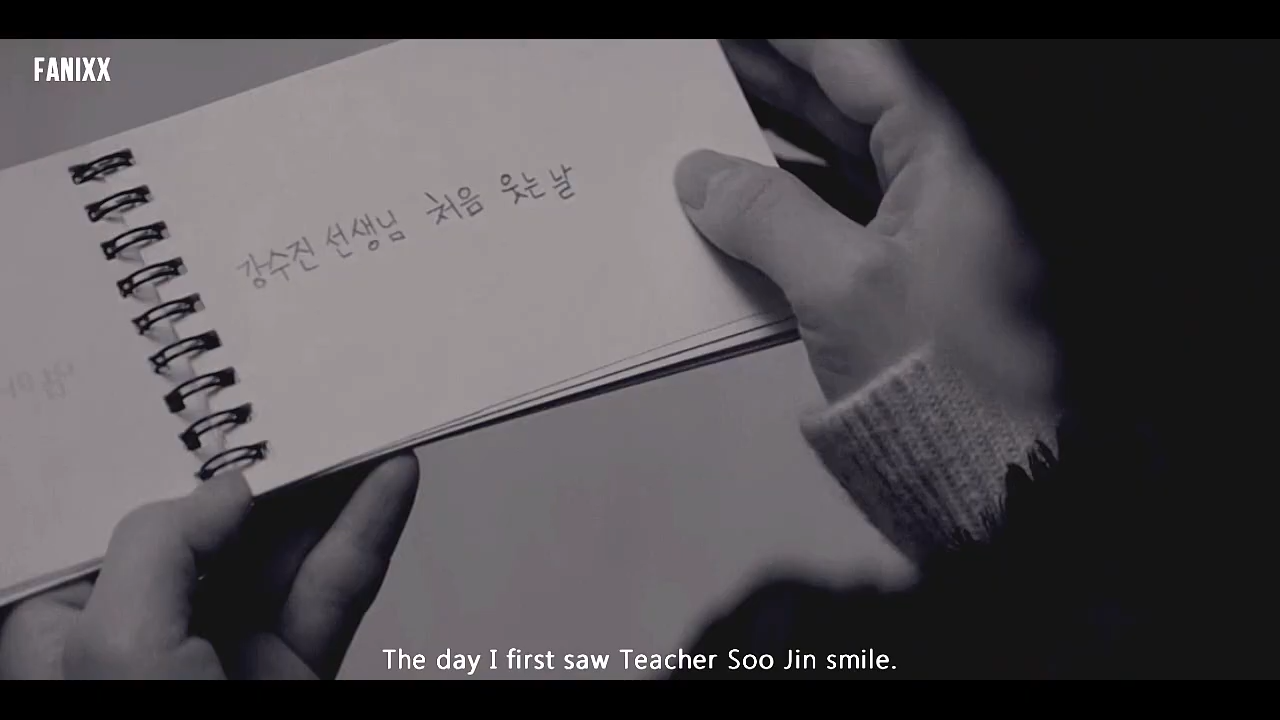 FANIXX
강수진 선생님 처음 웃는 날
The day I first saw Teacher Soo Jin smile.